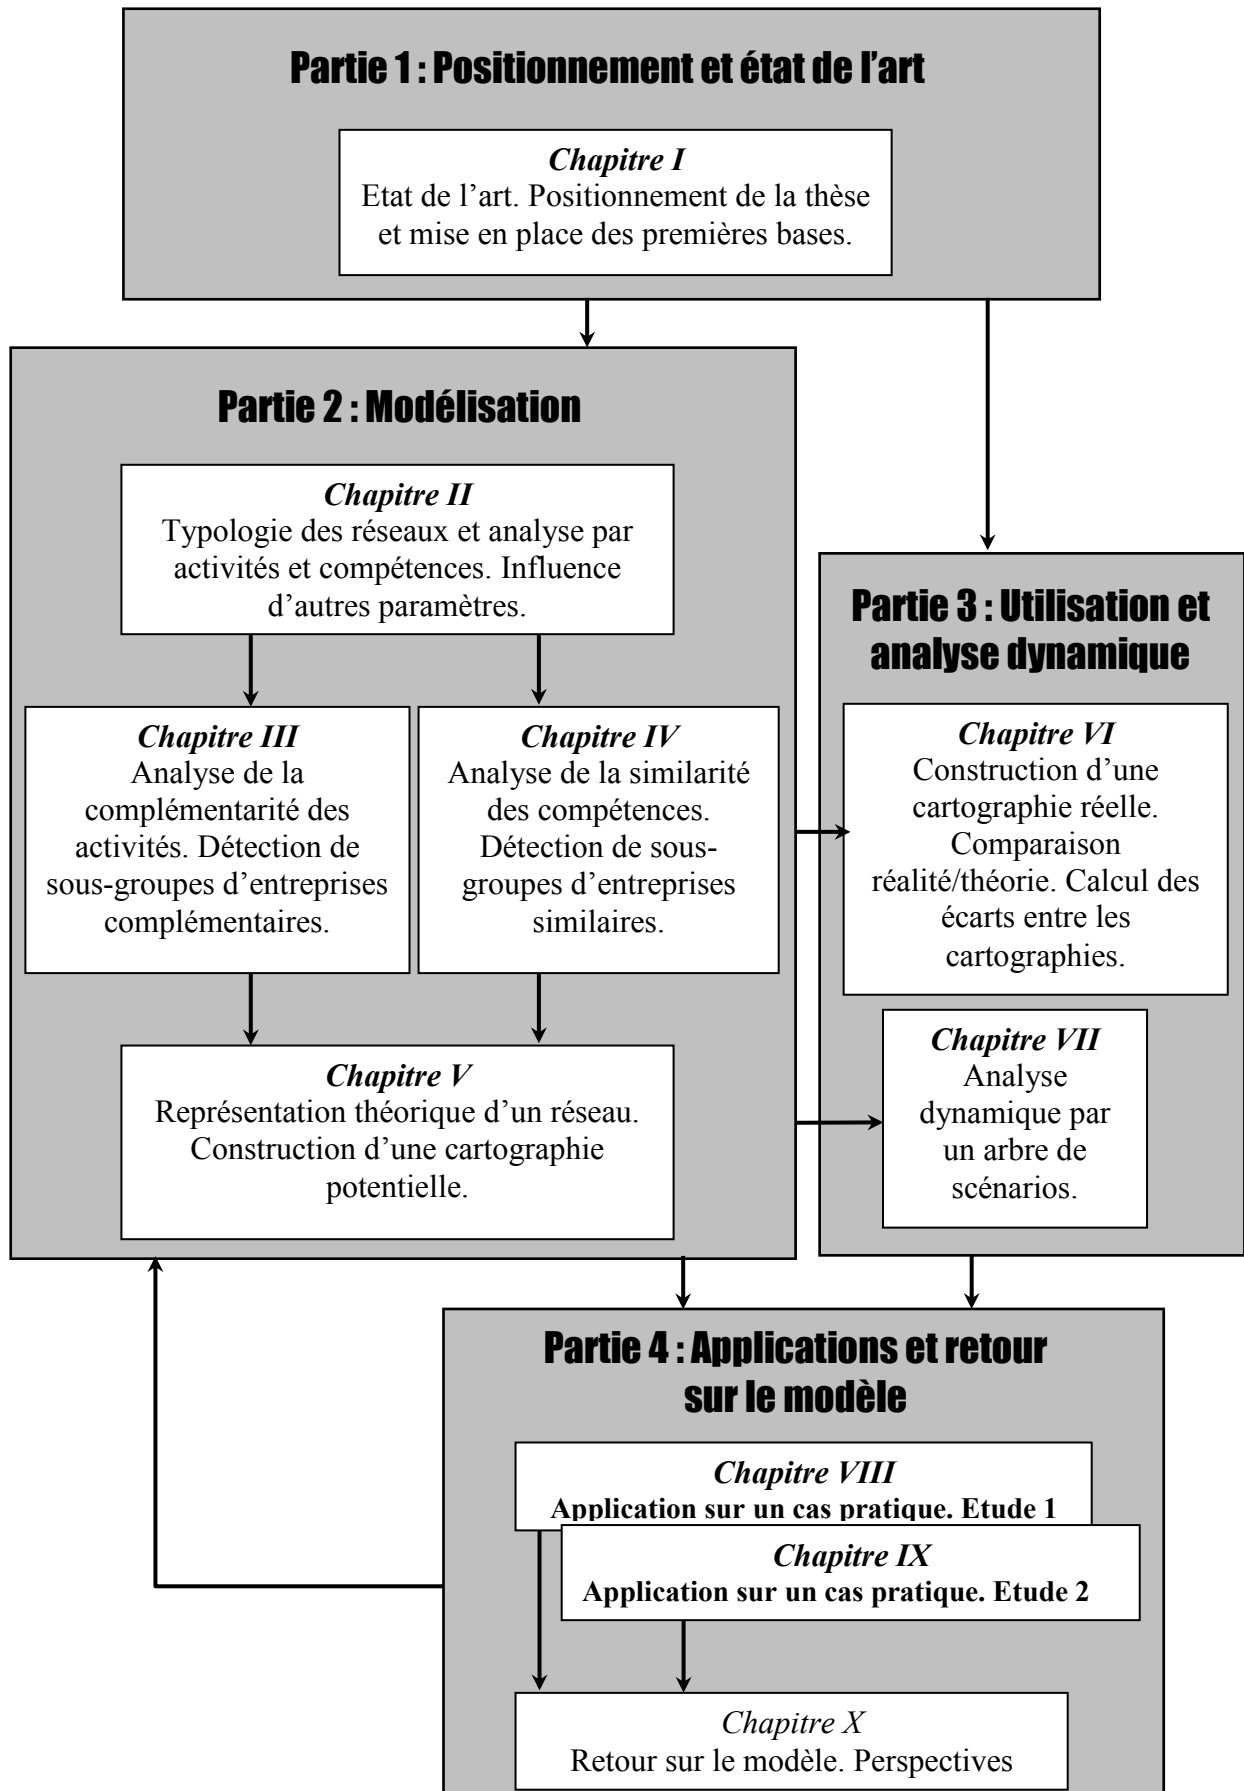 Partie 1 : Positionnement et état de l’art
Chapitre I
Etat de l’art. Positionnement de la thèse
et mise en place des premières bases.
Partie 2 : Modélisation
Chapitre II
Typologie des réseaux et analyse par
activités et compétences. Influence
d’autres paramètres.
Chapitre III
Analyse de la
complémentarité des
activités. Détection de
sous-groupes d’entreprises
complémentaires.
Chapitre IV
Analyse de la similarité
des compétences.
Détection de sous-
groupes d’entreprises
similaires.
Chapitre V
Représentation théorique d’un réseau.
Construction d’une cartographie
potentielle.
Partie 3 : Utilisation et
analyse dynamique
Chapitre VI
Construction d’une
cartographie réelle.
Comparaison
réalité/théorie. Calcul des
écarts entre les
cartographies.
Chapitre VII
Analyse
dynamique par
un arbre de
scénarios.
Partie 4 : Applications et retour
sur le modèle
Chapitre VIII
Application sur un cas pratique. Etude 1
Chapitre IX
Application sur un cas pratique. Etude 2
Chapitre X
Retour sur le modèle. Perspectives